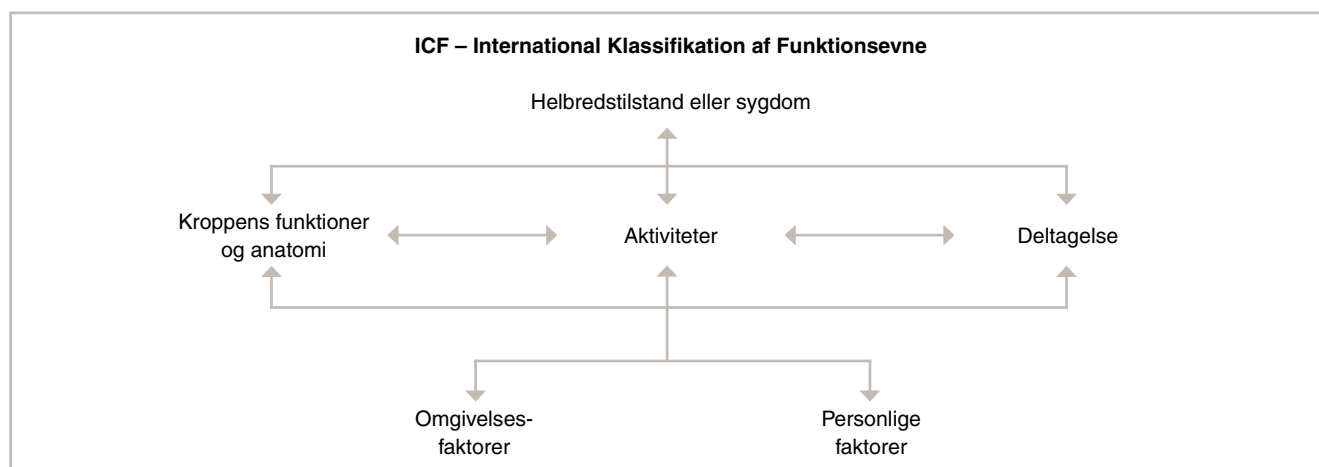 ICF – International Klassifikation af Funktionsevne
Helbredstilstand eller sygdom
Kroppens funktioner
og anatomi
Aktiviteter
Deltagelse
Omgivelses-
faktorer
Personlige
faktorer